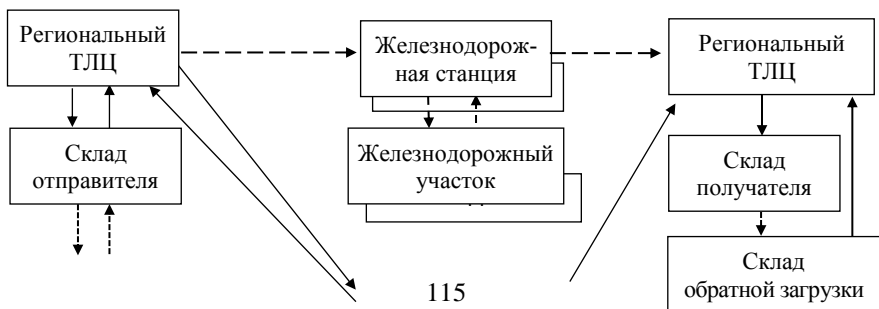 Региональный
ТЛЦ
Железнодорож-
ная станция
Региональный
ТЛЦ
Склад
отправителя
Железнодорожный
участок
Склад
получателя
Склад
обратной загрузки
115